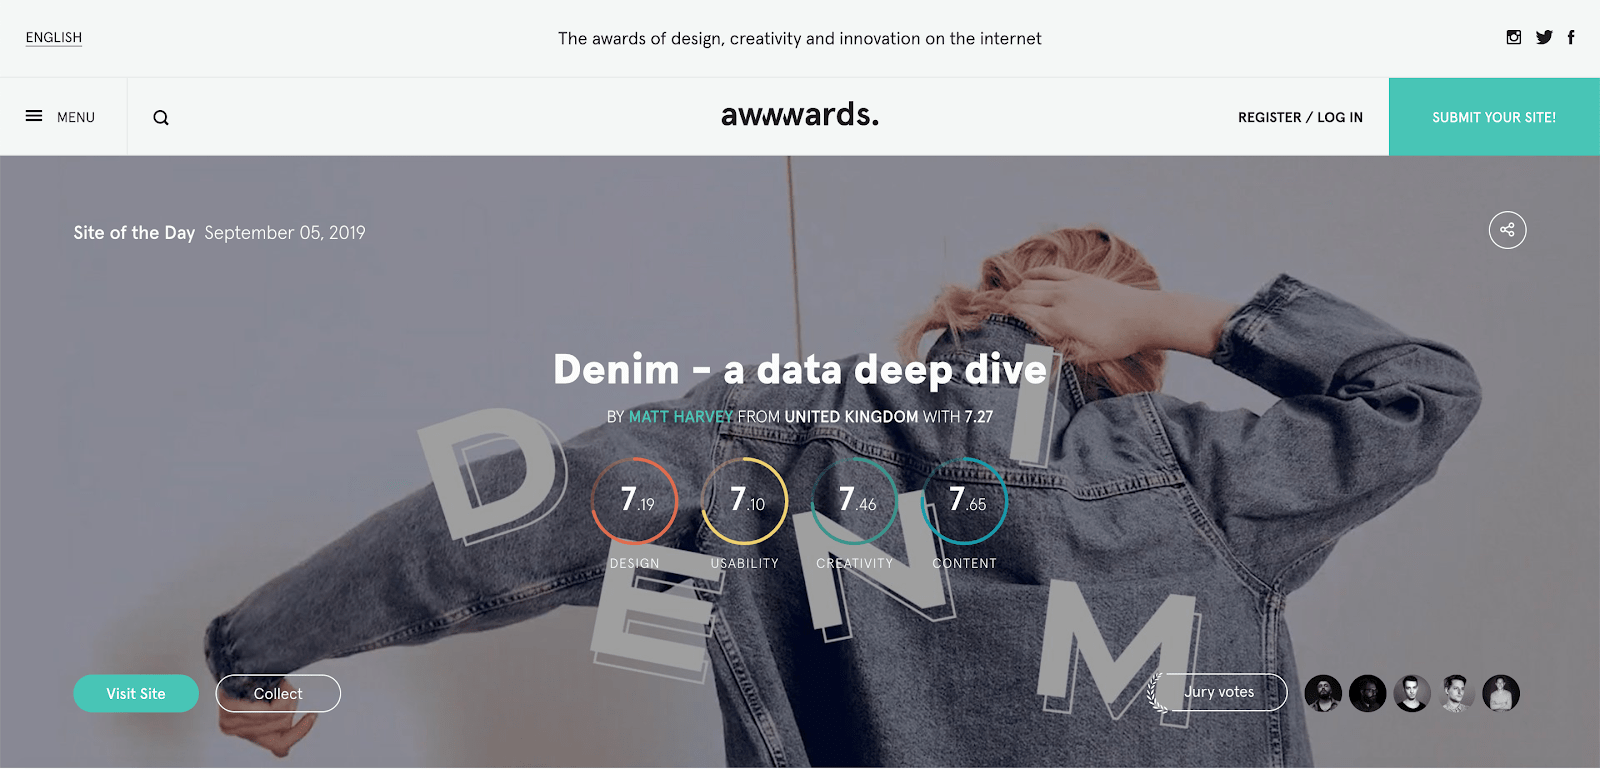 ENGLISH
The awards of design, creativity and innovation on the internet
MENU
awwwards.
REGISTER / LOG IN
SUBMIT YOUR SITE!
Site of the Day September 05, 2019
Denim – a data deep dive
BY MATT HARVEY FROM UNITED KINGDOM WITH 7.27
7.19 7.10 7.46 7.65
DESIGN USABILITY CREATIVITY CONTENT
DENIM
Visit Site
Collect
Jury votes